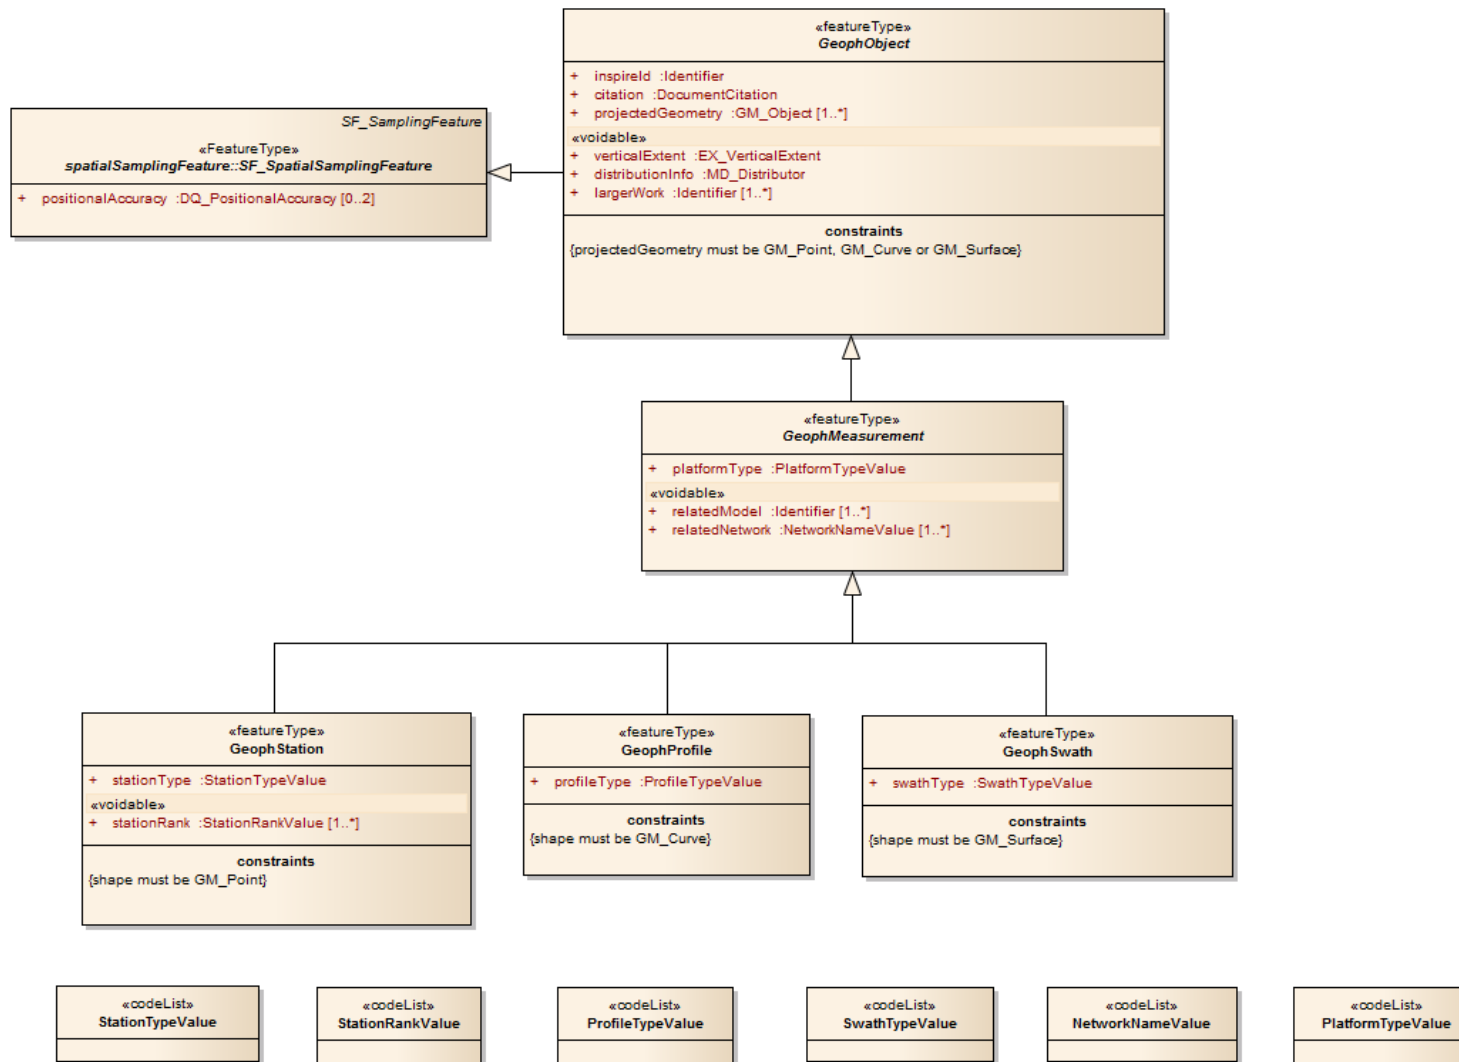 «featureType»
GeophObject
+ inspireId :Identifier
+ citation :DocumentCitation
+ projectedGeometry :GM_Object [1..*]
«voidable»
+ verticalExtent :EX_VerticalExtent
+ distributionInfo :MD_Distributor
+ largerWork :Identifier [1..*]
constraints
{projectedGeometry must be GM_Point, GM_Curve or GM_Surface}
SF_SamplingFeature
«FeatureType»
spatialSamplingFeature::SF_SpatialSamplingFeature
+ positionalAccuracy :DQ_PositionalAccuracy [0..2]
«featureType»
GeophMeasurement
+ platformType :PlatformTypeValue
«voidable»
+ relatedModel :Identifier [1..*]
+ relatedNetwork :NetworkNameValue [1..*]
«featureType»
GeophStation
+ stationType :StationTypeValue
«voidable»
+ stationRank :StationRankValue [1..*]
constraints
{shape must be GM_Point}
«featureType»
GeophProfile
+ profileType :ProfileTypeValue
constraints
{shape must be GM_Curve}
«featureType»
GeophSwath
+ swathType :SwathTypeValue
constraints
{shape must be GM_Surface}
«codeList»
StationTypeValue
«codeList»
StationRankValue
«codeList»
ProfileTypeValue
«codeList»
SwathTypeValue
«codeList»
NetworkNameValue
«codeList»
PlatformTypeValue